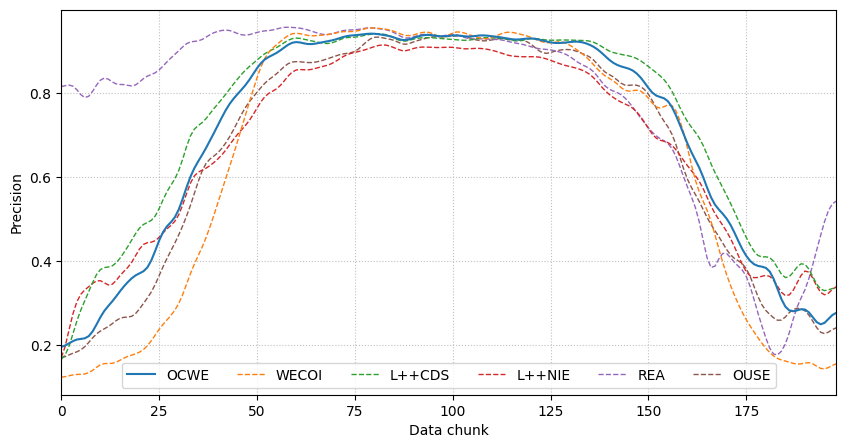 Precision
0.8
0.6
0.4
0.2
OCWE WECOI L++CDS L++NIE REA OUSE
0 25 50 75 100 125 150 175
Data chunk